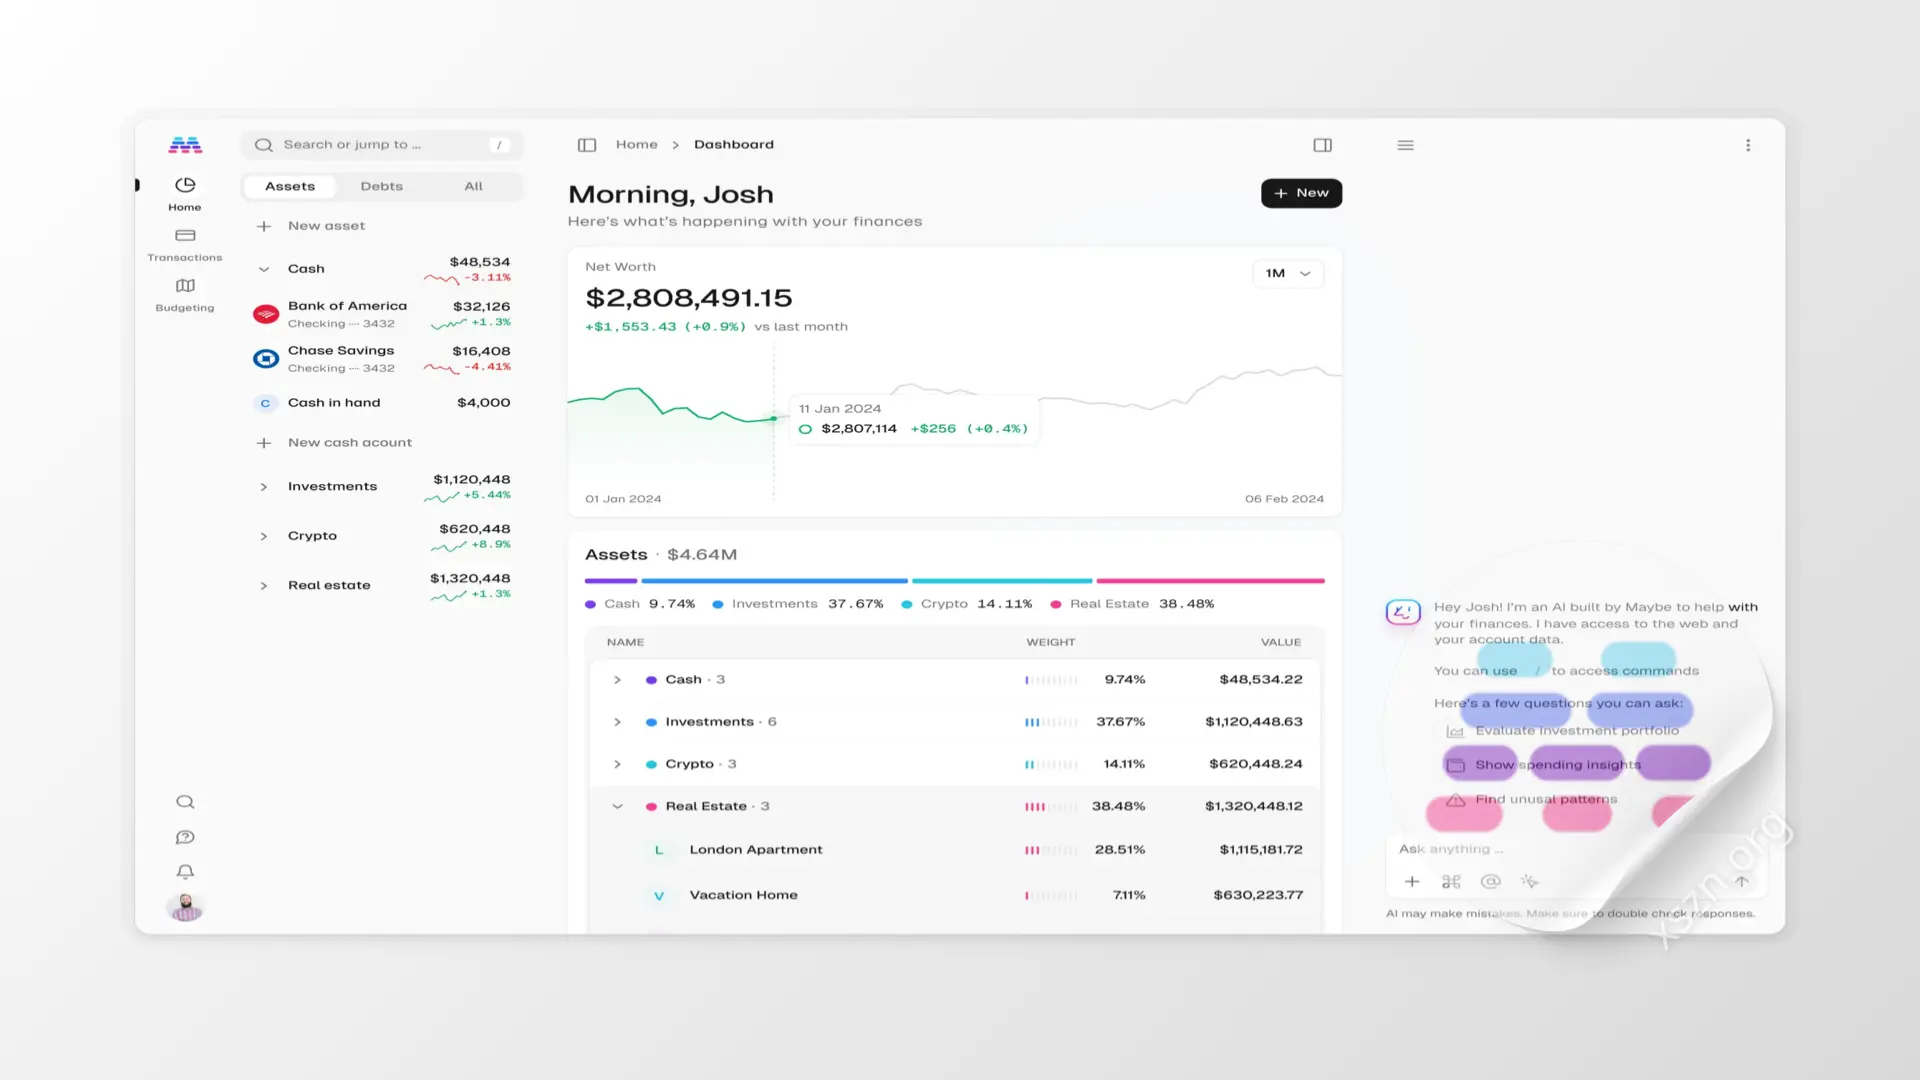 Search or jump to ... /
Assets Debts All
Home
Transactions
Budgeting
New asset
Cash $48,534
-3.11%
Bank of America $32,126
Checking ···· 3432 +1.3%
Chase Savings $16,408
Checking ···· 3432 -4.41%
C Cash in hand $4,000
New cash acount
Investments $1,120,448
+5.44%
Crypto $620,448
+8.9%
Real estate $1,320,448
+1.3%
Home > Dashboard
Morning, Josh
Here's what's happening with your finances
+ New
Net Worth
$2,808,491.15
+$1,553.43 (+0.9%) vs last month
1M
11 Jan 2024
$2,807,114 +$256 (+0.4%)
01 Jan 2024 06 Feb 2024
Assets · $4.64M
Cash 9.74% Investments 37.67% Crypto 14.11% Real Estate 38.48%
NAME WEIGHT VALUE
Cash · 3 9.74% $48,534.22
Investments · 6 37.67% $1,120,448.63
Crypto · 3 14.11% $620,448.24
Real Estate · 3 38.48% $1,320,448.12
L London Apartment 28.51% $1,115,181.72
V Vacation Home 7.11% $630,223.77
Hey Josh! I'm an AI built by Maybe to help with
your finances. I have access to the web and
your account data.
You can use / to access commands
Here's a few questions you can ask:
Evaluate investment portfolio
Show spending insights
Find unusual patterns
Ask anything ...
AI may make mistakes. Make sure to double check responses.
xszn.org